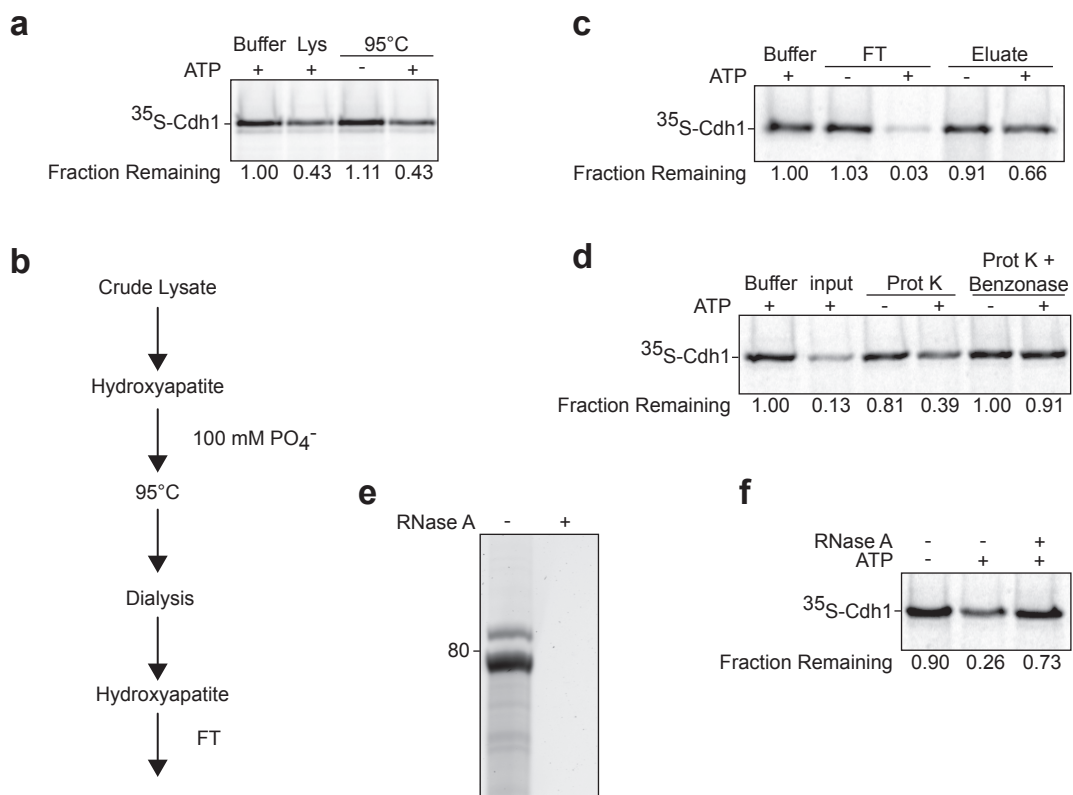 a
Buffer Lys 95°C
ATP + + - +
35S-Cdh1
Fraction Remaining 1.00 0.43 1.11 0.43
b
Crude Lysate
Hydroxyapatite
100 mM PO4-
95°C
Dialysis
Hydroxyapatite
FT
c
Buffer FT Eluate
ATP + - + - +
35S-Cdh1
Fraction Remaining 1.00 1.03 0.03 0.91 0.66
d
Prot K +
Buffer input Prot K Benzonase
ATP + + - + - +
35S-Cdh1
Fraction Remaining 1.00 0.13 0.81 0.39 1.00 0.91
e
RNase A - +
80
f
RNase A - - +
ATP - + +
35S-Cdh1
Fraction Remaining 0.90 0.26 0.73